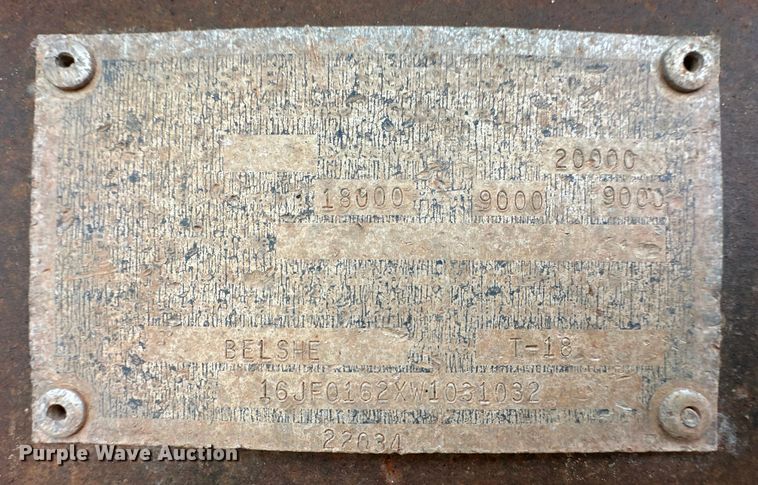 20000
18000 9000 9000
BELSHE T-18
16JF0162XW1031032
22034
Purple Wave Auction